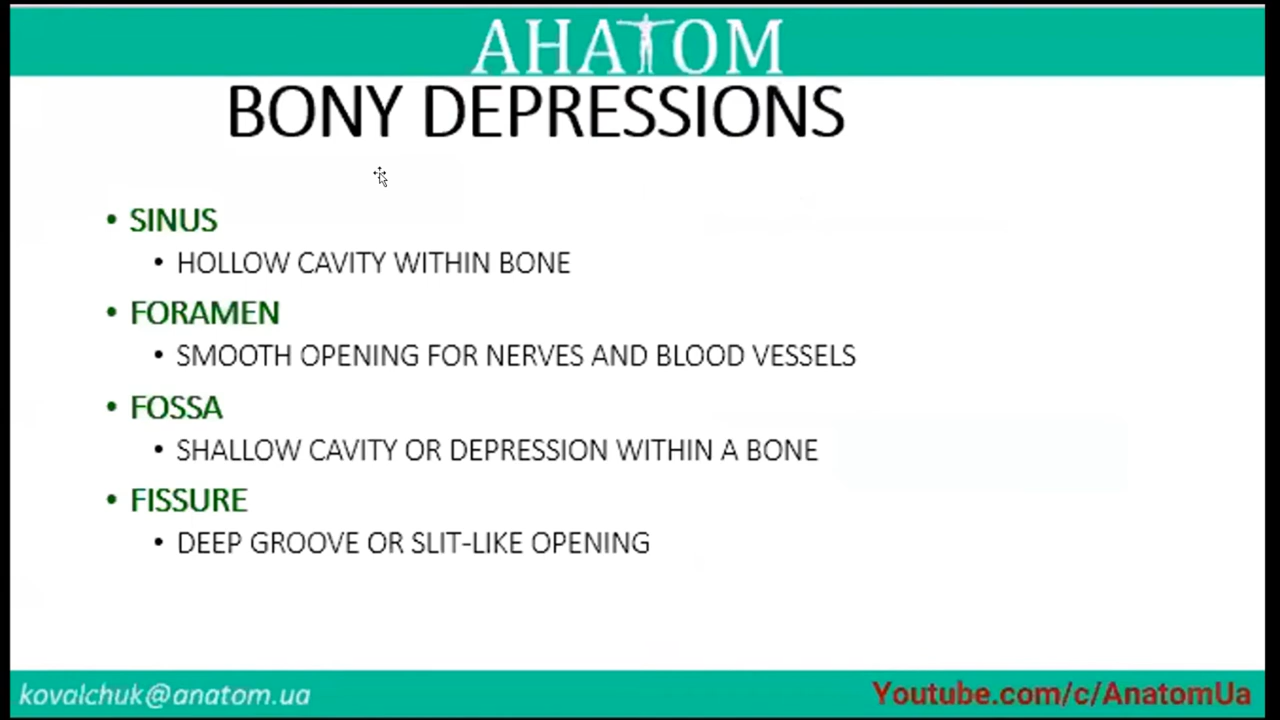 АНАТОМ
BONY DEPRESSIONS
• SINUS
• HOLLOW CAVITY WITHIN BONE
• FORAMEN
• SMOOTH OPENING FOR NERVES AND BLOOD VESSELS
• FOSSA
• SHALLOW CAVITY OR DEPRESSION WITHIN A BONE
• FISSURE
• DEEP GROOVE OR SLIT-LIKE OPENING
kovalchuk@anatom.ua
Youtube.com/c/AnatomUa